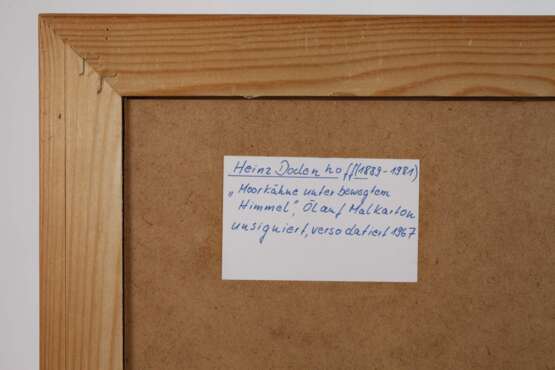 Heinz Dodenhoff (1889-1981)
„Moorkähne unter bewegtem
Himmel", Öl auf Malkarton
unsigniert, verso datiert 1967